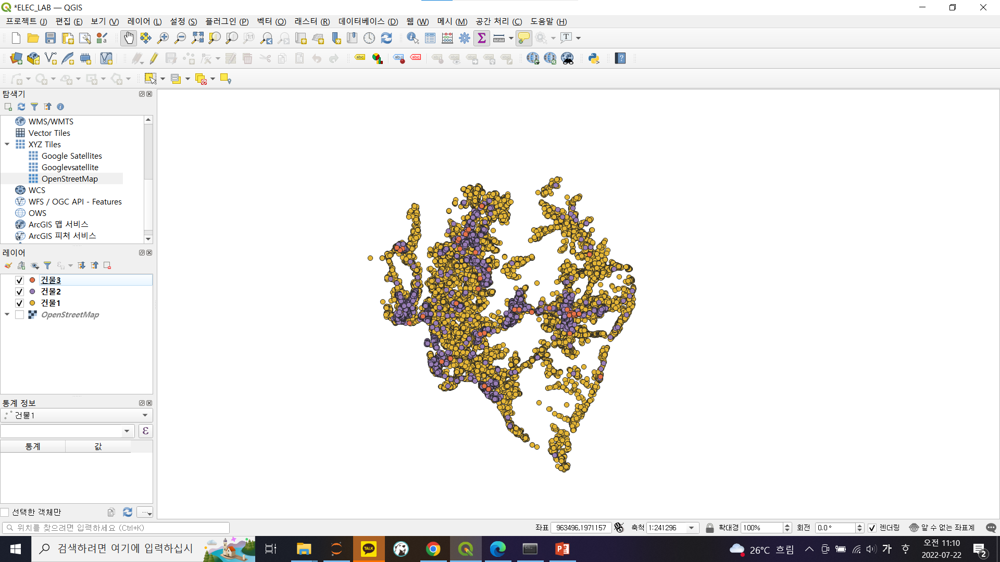 *ELEC_LAB — QGIS
프로젝트 (J) 편집 (E) 보기 (V) 레이어 (L) 설정 (S) 플러그인 (P) 벡터 (O) 래스터 (R) 데이터베이스 (D) 웹 (W) 메시 (M) 공간 처리 (C) 도움말 (H)
1:1
T
abc abc abc
탐색기
WMS/WMTS
Vector Tiles
XYZ Tiles
Google Satellites
Googlevsatellite
OpenStreetMap
WCS
WFS / OGC API - Features
OWS
ArcGIS 맵 서비스
ArcGIS 피처 서비스
레이어
건물3
건물2
건물1
OpenStreetMap
통계 정보
건물1
ε
통계 값
선택한 객체만
위치를 찾으려면 입력하세요 (Ctrl+K)
좌표 963496,1971157 축척 1:241296 확대경 100% 회전 0.0 ° 렌더링 알 수 없는 좌표계
검색하려면 여기에 입력하십시
TALK
26°C 흐림
가 ㅎ
오전 11:10
2022-07-22
2